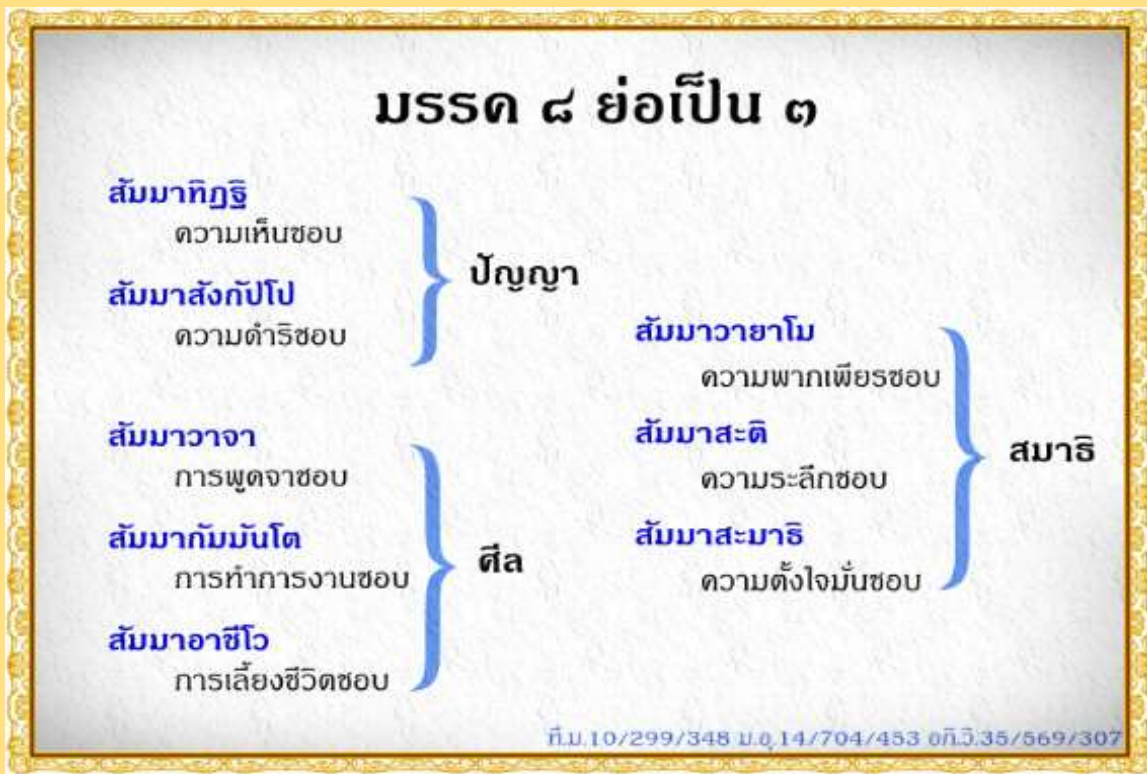 มรรค ๘ ย่อเป็น ๓
สัมมาทิฏฐิ
ความเห็นชอบ
สัมมาสังกัปโป
ความดำริชอบ
ปัญญา
สัมมาวาจา
การพูดจาชอบ
สัมมากัมมันโต
การทำการงานชอบ
สัมมาอาชีโว
การเลี้ยงชีวิตชอบ
ศีล
สัมมาวายาโม
ความพากเพียรชอบ
สัมมาสะติ
ความระลึกชอบ
สัมมาสะมาธิ
ความตั้งใจมั่นชอบ
สมาธิ
ที.ม.10/299/348 ม.อุ.14/704/453 อภิ.วิ.35/569/307